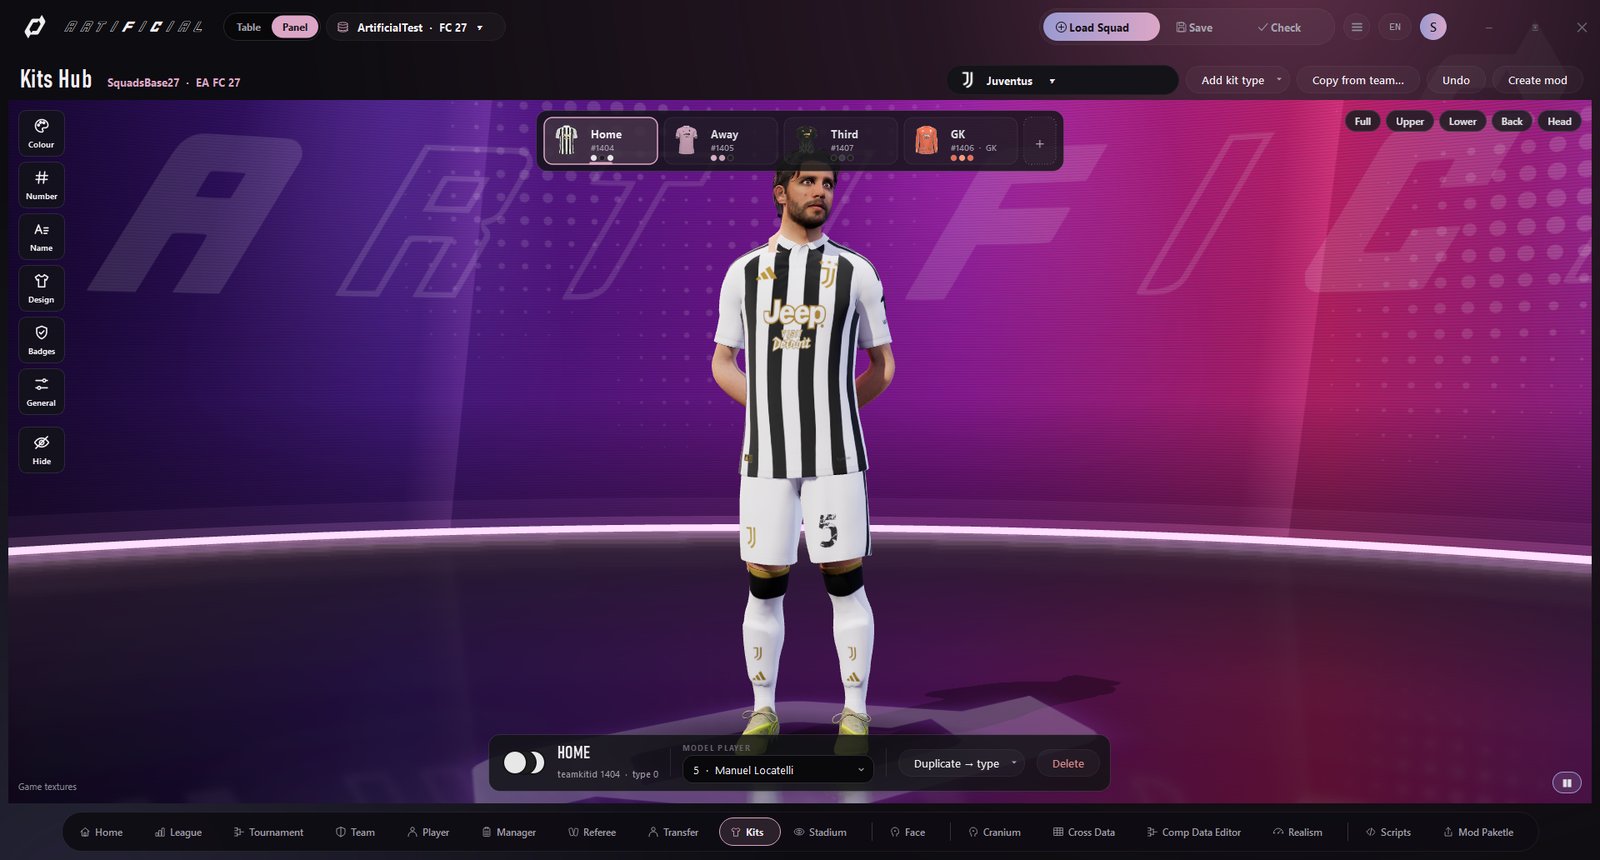 ARTIFICIAL
Table
Panel
ArtificialTest · FC 27
Load Squad
Save
Check
EN
S
Kits Hub
SquadsBase27 · EA FC 27
Juventus
Add kit type
Copy from team...
Undo
Create mod
Colour
Number
Name
Design
Badges
General
Hide
Home
#1404
Away
#1405
Third
#1407
GK
#1406 · GK
+
Full
Upper
Lower
Back
Head
ARTIFICA
Jeep
Detroit
5
HOME
teamkitid 1404 · type 0
MODEL PLAYER
5 · Manuel Locatelli
Duplicate → type
Delete
Game textures
Home
League
Tournament
Team
Player
Manager
Referee
Transfer
Kits
Stadium
Face
Cranium
Cross Data
Comp Data Editor
Realism
Scripts
Mod Paketle